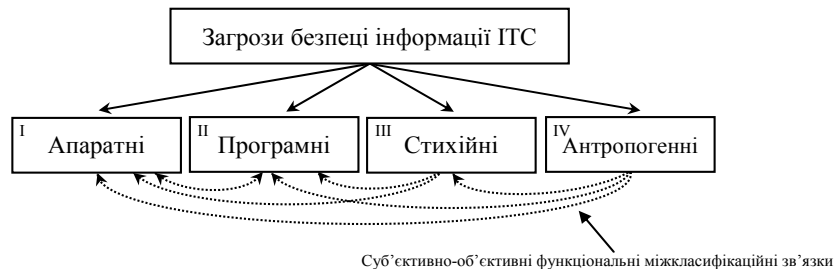 Загрози безпеці інформації ІТС
I
Апаратні
II
Програмні
III
Стихійні
IV
Антропогенні
Суб’єктивно-об’єктивні функціональні міжкласифікаційні зв’язки